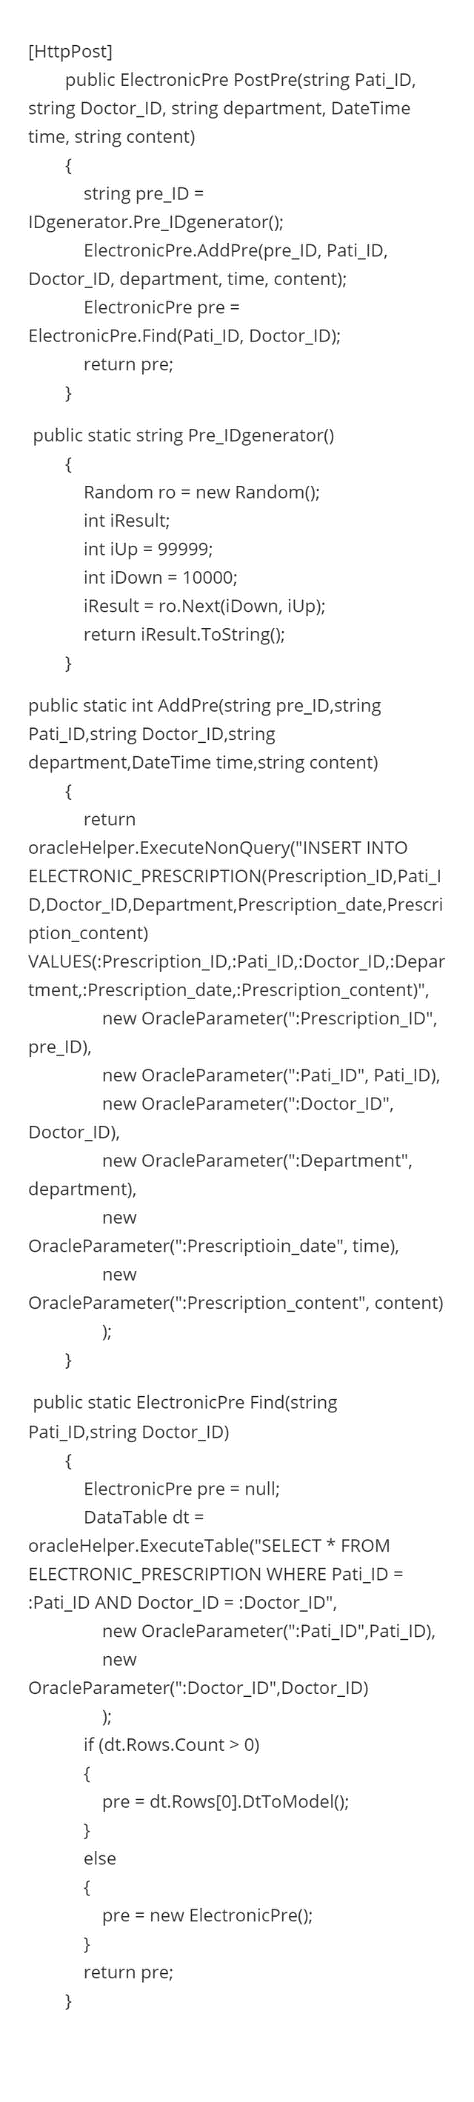 [HttpPost]
public ElectronicPre PostPre(string Pati_ID,
string Doctor_ID, string department, DateTime
time, string content)
{
string pre_ID =
IDgenerator.Pre_IDgenerator();
ElectronicPre.AddPre(pre_ID, Pati_ID,
Doctor_ID, department, time, content);
ElectronicPre pre =
ElectronicPre.Find(Pati_ID, Doctor_ID);
return pre;
}
public static string Pre_IDgenerator()
{
Random ro = new Random();
int iResult;
int iUp = 99999;
int iDown = 10000;
iResult = ro.Next(iDown, iUp);
return iResult.ToString();
}
public static int AddPre(string pre_ID,string
Pati_ID,string Doctor_ID,string
department,DateTime time,string content)
{
return
oracleHelper.ExecuteNonQuery("INSERT INTO
ELECTRONIC_PRESCRIPTION(Prescription_ID,Pati_I
D,Doctor_ID,Department,Prescription_date,Prescri
ption_content)
VALUES(:Prescription_ID,:Pati_ID,:Doctor_ID,:Depar
tment,:Prescription_date,:Prescription_content)",
new OracleParameter(":Prescription_ID",
pre_ID),
new OracleParameter(":Pati_ID", Pati_ID),
new OracleParameter(":Doctor_ID",
Doctor_ID),
new OracleParameter(":Department",
department),
new
OracleParameter(":Prescriptioin_date", time),
new
OracleParameter(":Prescription_content", content)
);
}
public static ElectronicPre Find(string
Pati_ID,string Doctor_ID)
{
ElectronicPre pre = null;
DataTable dt =
oracleHelper.ExecuteTable("SELECT * FROM
ELECTRONIC_PRESCRIPTION WHERE Pati_ID =
:Pati_ID AND Doctor_ID = :Doctor_ID",
new OracleParameter(":Pati_ID",Pati_ID),
new
OracleParameter(":Doctor_ID",Doctor_ID)
);
if (dt.Rows.Count > 0)
{
pre = dt.Rows[0].DtToModel();
}
else
{
pre = new ElectronicPre();
}
return pre;
}